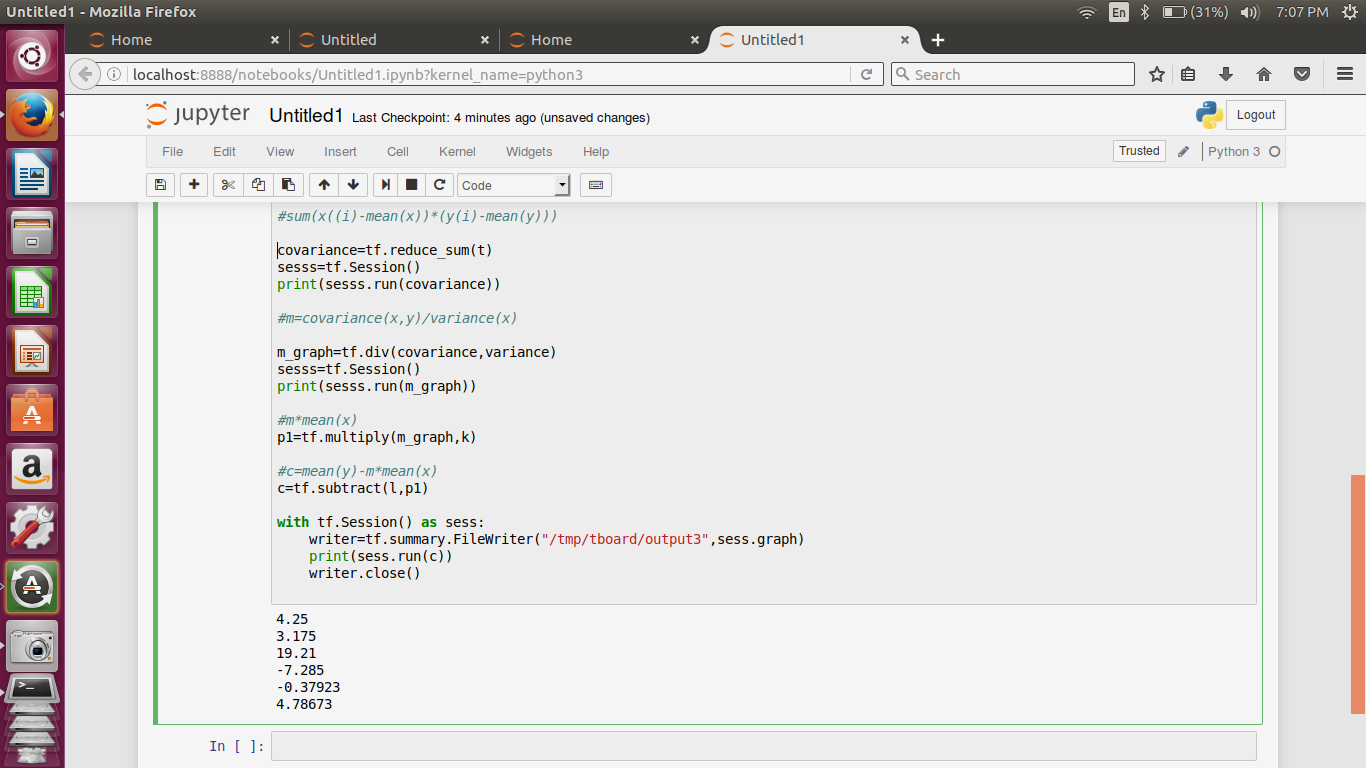 Untitled1 - Mozilla Firefox
En
(31%)
7:07 PM
Home
Untitled
Home
Untitled1
localhost:8888/notebooks/Untitled1.ipynb?kernel_name=python3
Search
jupyter
Untitled1 Last Checkpoint: 4 minutes ago (unsaved changes)
Logout
File Edit View Insert Cell Kernel Widgets Help
Trusted
Python 3
Code
#sum(x((i)-mean(x))*(y(i)-mean(y)))
covariance=tf.reduce_sum(t)
sesss=tf.Session()
print(sesss.run(covariance))
#m=covariance(x,y)/variance(x)
m_graph=tf.div(covariance,variance)
sesss=tf.Session()
print(sesss.run(m_graph))
#m*mean(x)
p1=tf.multiply(m_graph,k)
#c=mean(y)-m*mean(x)
c=tf.subtract(l,p1)
with tf.Session() as sess:
    writer=tf.summary.FileWriter("/tmp/tboard/output3",sess.graph)
    print(sess.run(c))
    writer.close()
4.25
3.175
19.21
-7.285
-0.37923
4.78673
In [ ]: